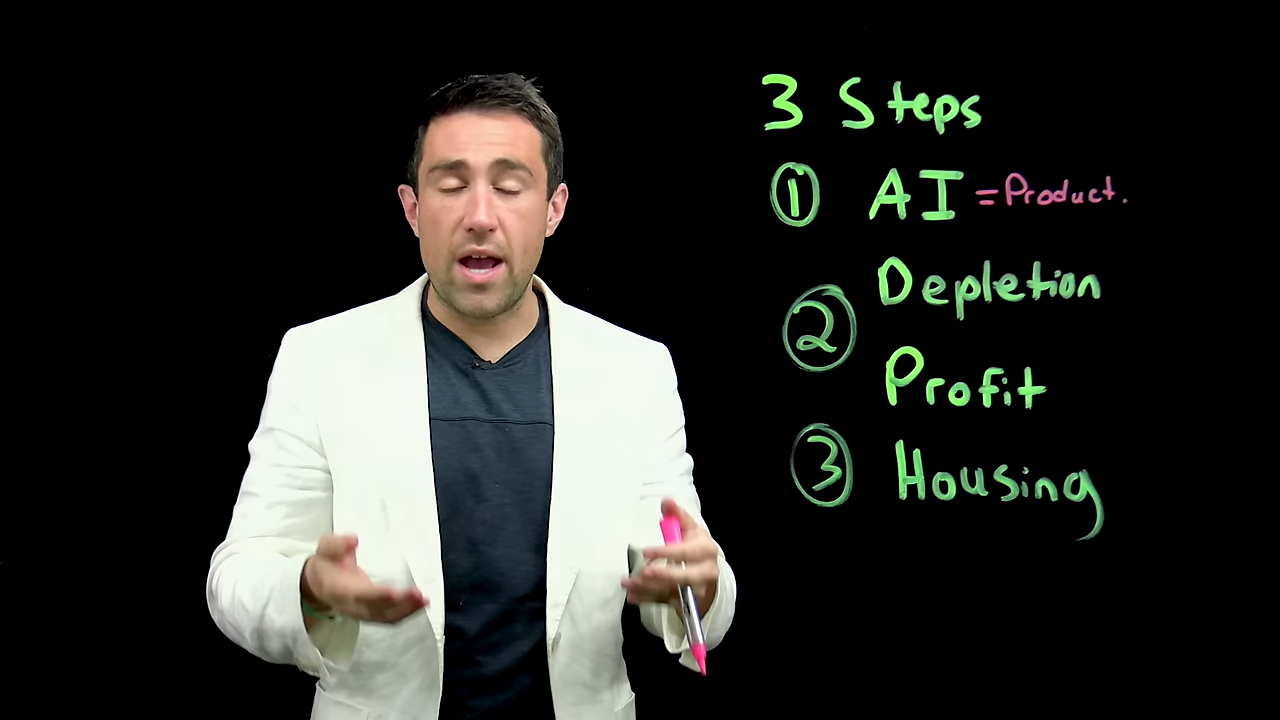 3 Steps
① AI = Product.
Depletion
②
Profit
③ Housing